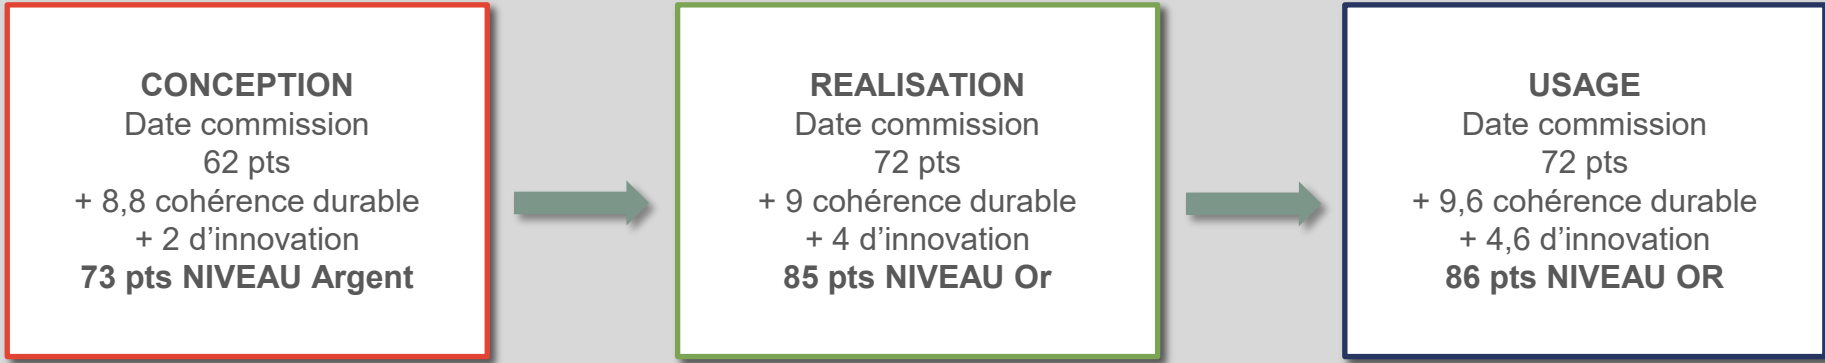 CONCEPTION
Date commission
62 pts
+ 8,8 cohérence durable
+ 2 d’innovation
73 pts NIVEAU Argent
REALISATION
Date commission
72 pts
+ 9 cohérence durable
+ 4 d’innovation
85 pts NIVEAU Or
USAGE
Date commission
72 pts
+ 9,6 cohérence durable
+ 4,6 d’innovation
86 pts NIVEAU OR